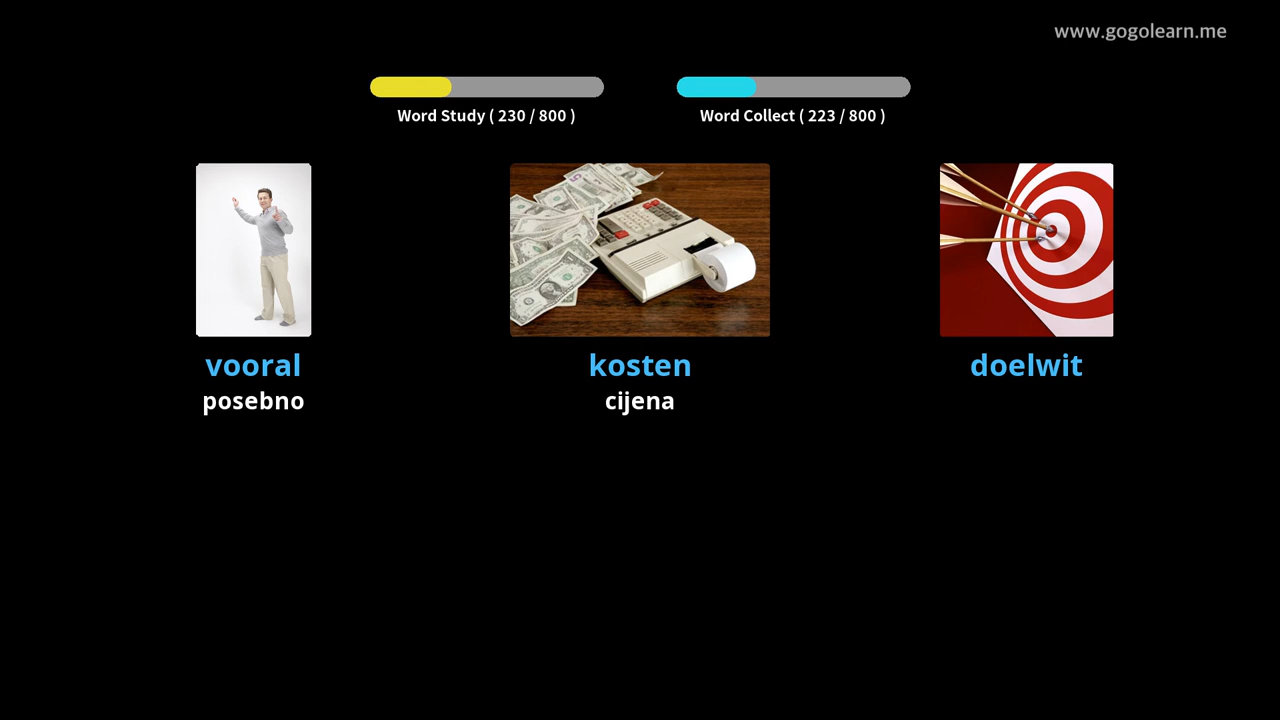 www.gogolearn.me
Word Study ( 230 / 800 )
Word Collect ( 223 / 800 )
vooral
kosten
doelwit
posebno
cijena